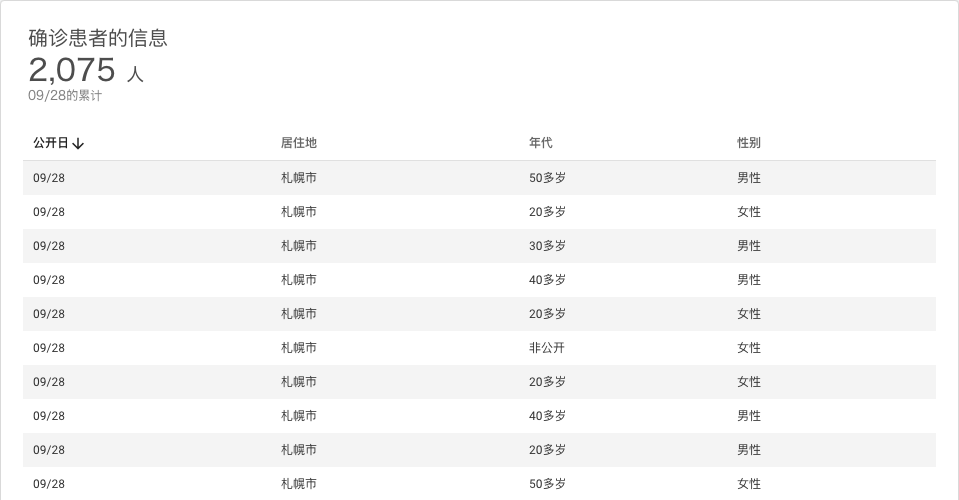 确诊患者的信息
2,075 人
09/28的累计
公开日↓ 居住地 年代 性别
09/28 札幌市 50多岁 男性
09/28 札幌市 20多岁 女性
09/28 札幌市 30多岁 男性
09/28 札幌市 40多岁 男性
09/28 札幌市 20多岁 女性
09/28 札幌市 非公开 女性
09/28 札幌市 20多岁 女性
09/28 札幌市 40多岁 男性
09/28 札幌市 20多岁 男性
09/28 札幌市 50多岁 女性